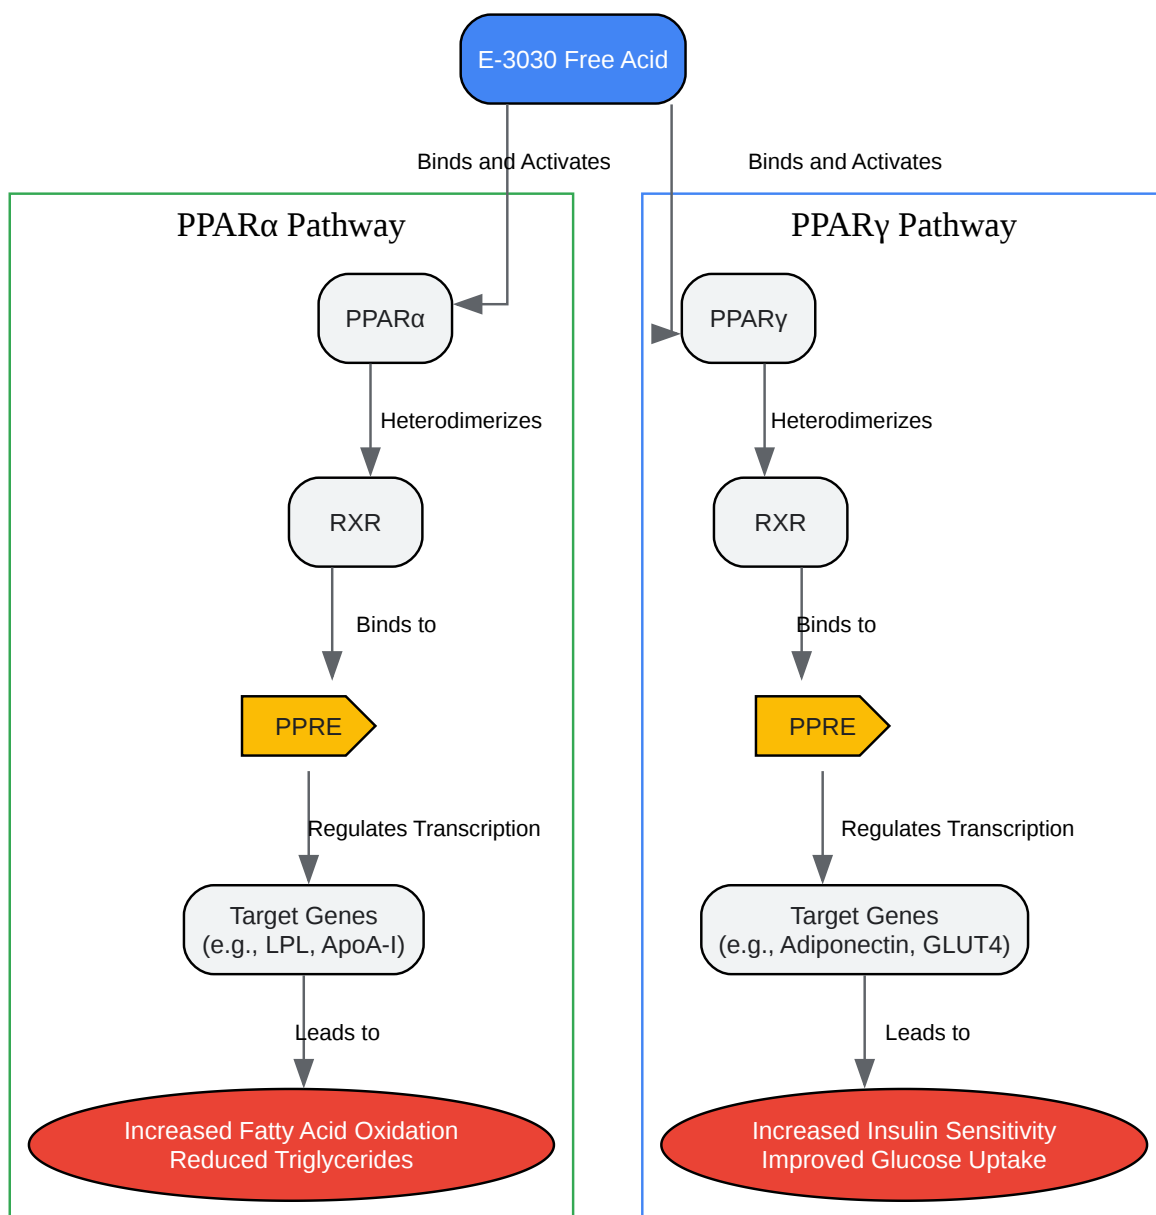 E-3030 Free Acid
Binds and Activates
Binds and Activates
PPARα Pathway
PPARα
Heterodimerizes
RXR
Binds to
PPRE
Regulates Transcription
Target Genes
(e.g., LPL, ApoA-I)
Leads to
Increased Fatty Acid Oxidation
Reduced Triglycerides
PPARγ Pathway
PPARγ
Heterodimerizes
RXR
Binds to
PPRE
Regulates Transcription
Target Genes
(e.g., Adiponectin, GLUT4)
Leads to
Increased Insulin Sensitivity
Improved Glucose Uptake